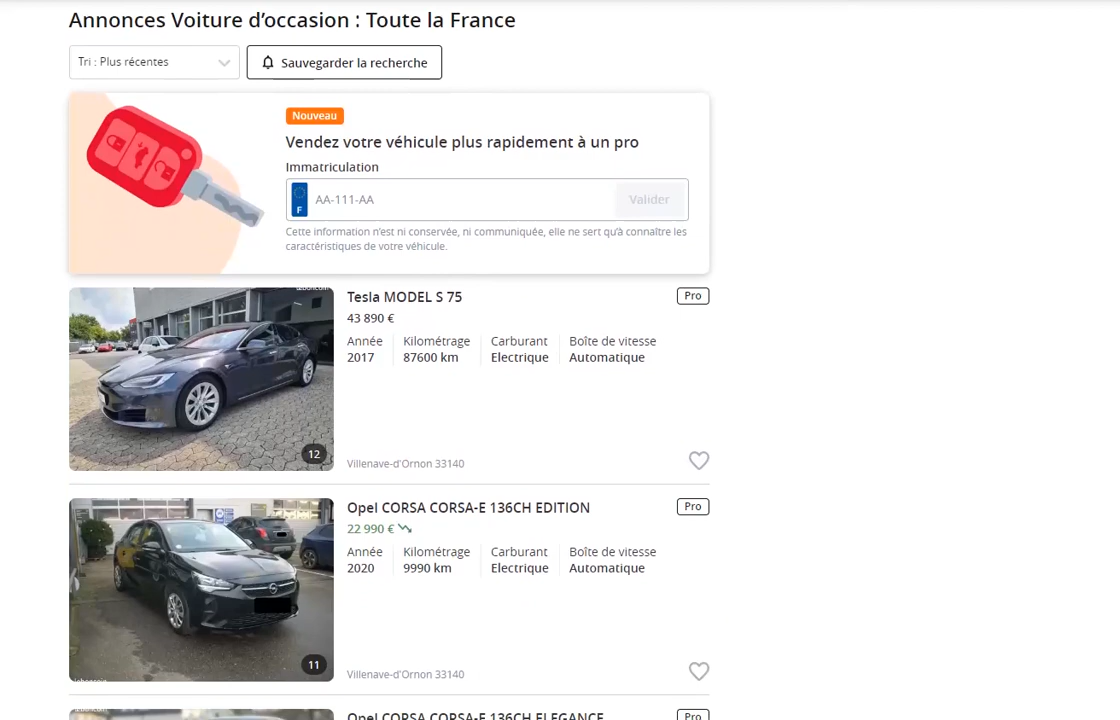 Annonces Voiture d’occasion : Toute la France
Tri : Plus récentes
Sauvegarder la recherche
Nouveau
Vendez votre véhicule plus rapidement à un pro
Immatriculation
F
AA-111-AA
Valider
Cette information n’est ni conservée, ni communiquée, elle ne sert qu’à connaître les
caractéristiques de votre véhicule.
Tesla MODEL S 75
Pro
43 890 €
Année Kilométrage Carburant Boîte de vitesse
2017 87600 km Electrique Automatique
12
Villenave-d'Ornon 33140
Opel CORSA CORSA-E 136CH EDITION
Pro
22 990 €
Année Kilométrage Carburant Boîte de vitesse
2020 9990 km Electrique Automatique
11
Villenave-d'Ornon 33140
Opel CORSA CORSA-E 136CH ELEGANCE
Pro